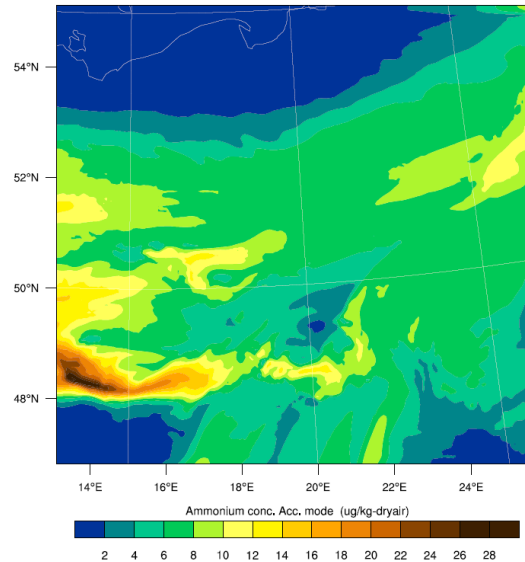 54°N
52°N
50°N
48°N
14°E 16°E 18°E 20°E 22°E 24°E
Ammonium conc. Acc. mode (ug/kg-dryair)
2 4 6 8 10 12 14 16 18 20 22 24 26 28